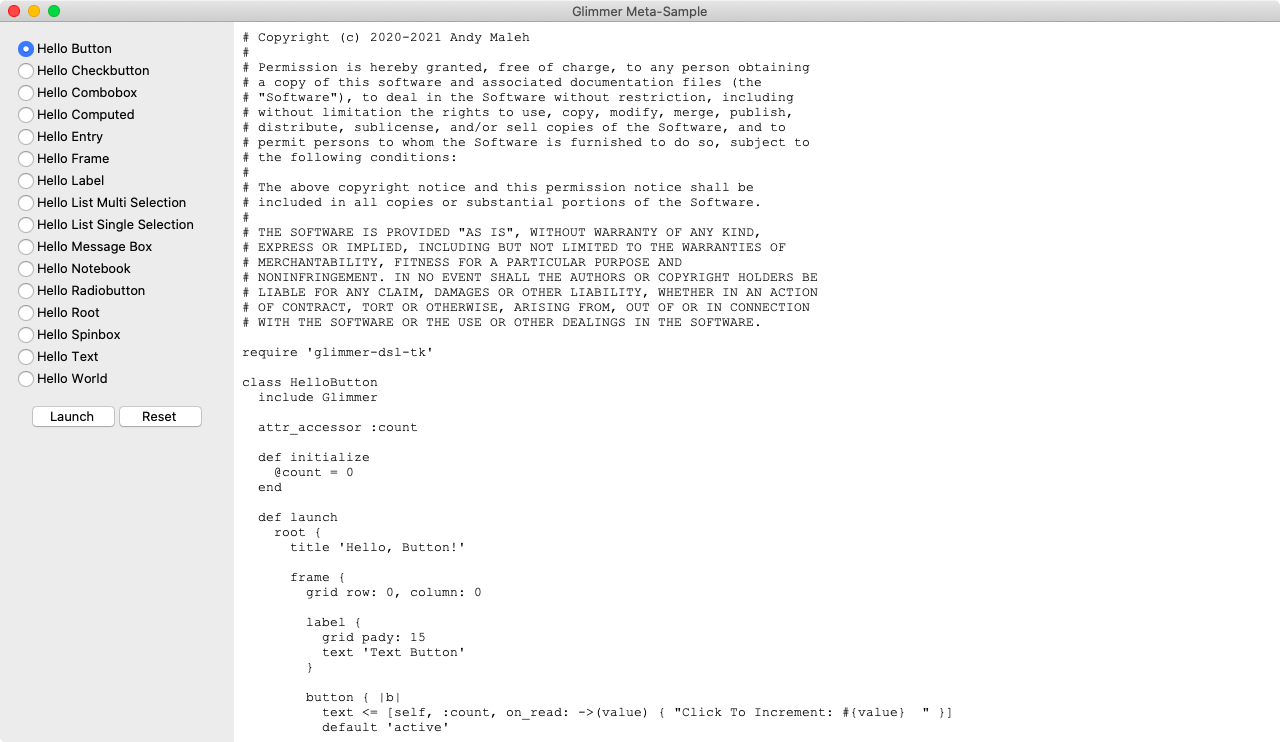 Glimmer Meta-Sample
Hello Button
Hello Checkbutton
Hello Combobox
Hello Computed
Hello Entry
Hello Frame
Hello Label
Hello List Multi Selection
Hello List Single Selection
Hello Message Box
Hello Notebook
Hello Radiobutton
Hello Root
Hello Spinbox
Hello Text
Hello World
Launch Reset
# Copyright (c) 2020-2021 Andy Maleh
#
# Permission is hereby granted, free of charge, to any person obtaining
# a copy of this software and associated documentation files (the
# "Software"), to deal in the Software without restriction, including
# without limitation the rights to use, copy, modify, merge, publish,
# distribute, sublicense, and/or sell copies of the Software, and to
# permit persons to whom the Software is furnished to do so, subject to
# the following conditions:
#
# The above copyright notice and this permission notice shall be
# included in all copies or substantial portions of the Software.
#
# THE SOFTWARE IS PROVIDED "AS IS", WITHOUT WARRANTY OF ANY KIND,
# EXPRESS OR IMPLIED, INCLUDING BUT NOT LIMITED TO THE WARRANTIES OF
# MERCHANTABILITY, FITNESS FOR A PARTICULAR PURPOSE AND
# NONINFRINGEMENT. IN NO EVENT SHALL THE AUTHORS OR COPYRIGHT HOLDERS BE
# LIABLE FOR ANY CLAIM, DAMAGES OR OTHER LIABILITY, WHETHER IN AN ACTION
# OF CONTRACT, TORT OR OTHERWISE, ARISING FROM, OUT OF OR IN CONNECTION
# WITH THE SOFTWARE OR THE USE OR OTHER DEALINGS IN THE SOFTWARE.

require 'glimmer-dsl-tk'

class HelloButton
  include Glimmer

  attr_accessor :count

  def initialize
    @count = 0
  end

  def launch
    root {
      title 'Hello, Button!'

      frame {
        grid row: 0, column: 0

        label {
          grid pady: 15
          text 'Text Button'
        }

        button { |b|
          text <= [self, :count, on_read: ->(value) { "Click To Increment: #{value}  " }]
          default 'active'